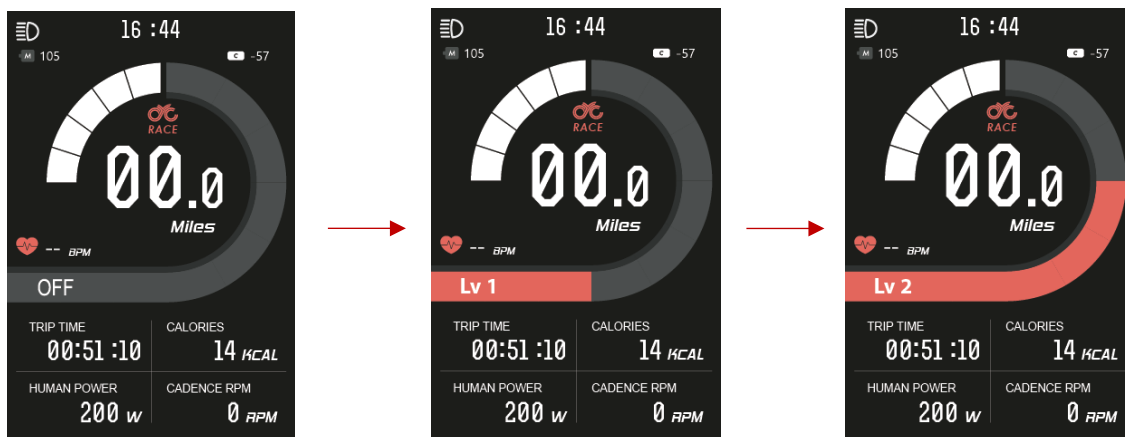 16 :44
M 105
C -57
RACE
00.0
Miles
-- BPM
OFF
TRIP TIME
CALORIES
00:51 :10
14 KCAL
HUMAN POWER
CADENCE RPM
200 W
0 RPM
16 :44
M 105
C -57
RACE
00.0
Miles
-- BPM
Lv 1
TRIP TIME
CALORIES
00:51 :10
14 KCAL
HUMAN POWER
CADENCE RPM
200 W
0 RPM
16 :44
M 105
C -57
RACE
00.0
Miles
-- BPM
Lv 2
TRIP TIME
CALORIES
00:51 :10
14 KCAL
HUMAN POWER
CADENCE RPM
200 W
0 RPM